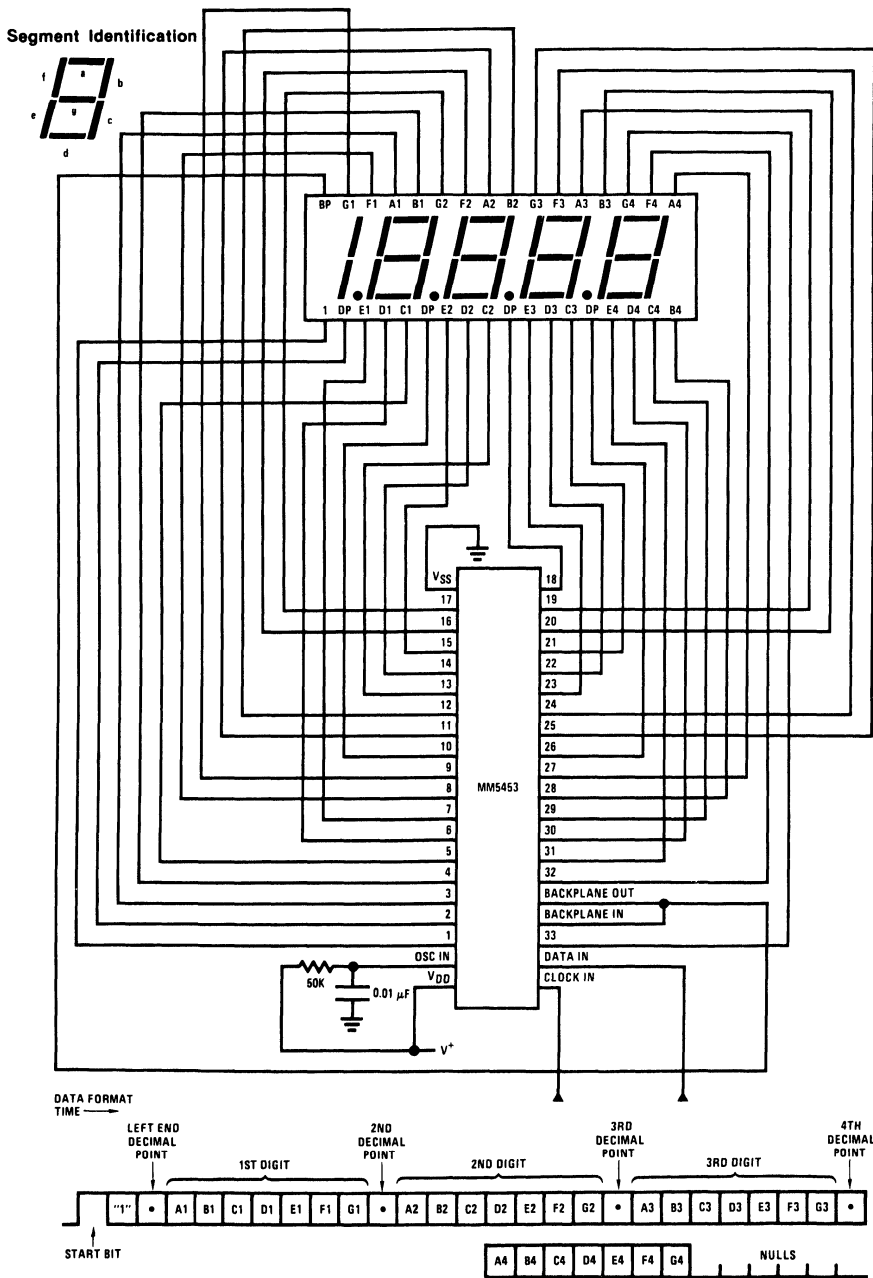 Segment Identification
a
f
b
g
e
c
d
BP G1 F1 A1 B1 G2 F2 A2 B2 G3 F3 A3 B3 G4 F4 A4
1 DP E1 D1 C1 DP E2 D2 C2 DP E3 D3 C3 DP E4 D4 C4 B4
VSS 18
17 19
16 20
15 21
14 22
13 23
12 24
11 25
10 26
9 27
MM5453
8 28
7 29
6 30
5 31
4 32
3 BACKPLANE OUT
2 BACKPLANE IN
1 33
OSC IN DATA IN
VDD CLOCK IN
50K
0.01 μF
V+
DATA FORMAT
TIME
LEFT END
DECIMAL
POINT
1ST DIGIT
2ND
DECIMAL
POINT
2ND DIGIT
3RD
DECIMAL
POINT
3RD DIGIT
4TH
DECIMAL
POINT
"1" • A1 B1 C1 D1 E1 F1 G1 • A2 B2 C2 D2 E2 F2 G2 • A3 B3 C3 D3 E3 F3 G3 •
START BIT
A4 B4 C4 D4 E4 F4 G4 NULLS